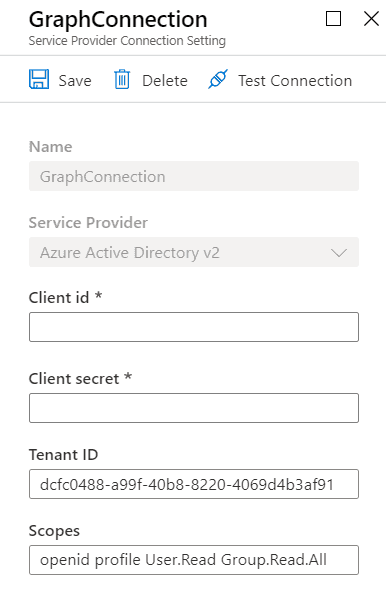 GraphConnection
Service Provider Connection Setting
Save Delete Test Connection
Name
GraphConnection
Service Provider
Azure Active Directory v2
Client id *
Client secret *
Tenant ID
dcfc0488-a99f-40b8-8220-4069d4b3af91
Scopes
openid profile User.Read Group.Read.All